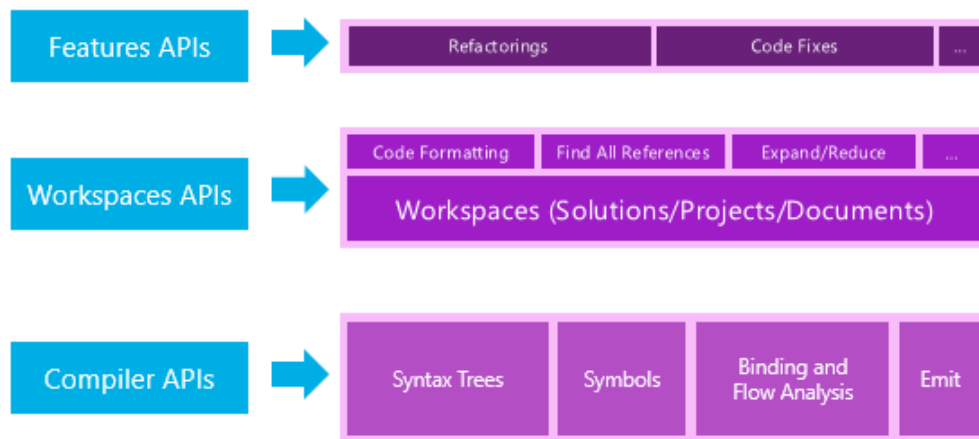 Features APIs
Refactorings
Code Fixes
...
Workspaces APIs
Code Formatting
Find All References
Expand/Reduce
...
Workspaces (Solutions/Projects/Documents)
Compiler APIs
Syntax Trees
Symbols
Binding and
Flow Analysis
Emit